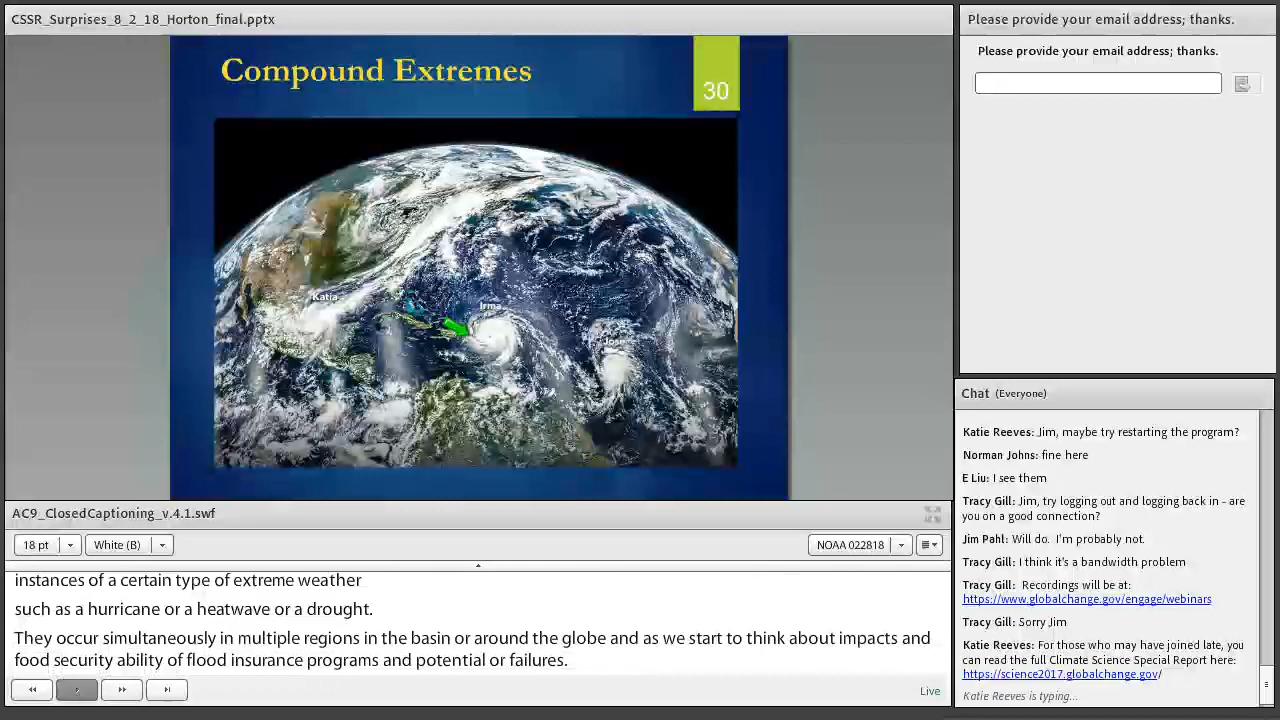 CSSR_Surprises_8_2_18_Horton_final.pptx
Compound Extremes
30
Katia
Irma
Jose
AC9_ClosedCaptioning_v.4.1.swf
18 pt
White (B)
NOAA 022818
instances of a certain type of extreme weather
such as a hurricane or a heatwave or a drought.
They occur simultaneously in multiple regions in the basin or around the globe and as we start to think about impacts and
food security ability of flood insurance programs and potential or failures.
Live
Please provide your email address; thanks.
Please provide your email address; thanks.
Chat (Everyone)
Katie Reeves: Jim, maybe try restarting the program?
Norman Johns: fine here
E Liu: I see them
Tracy Gill: Jim, try logging out and logging back in - are
you on a good connection?
Jim Pahl: Will do. I'm probably not.
Tracy Gill: I think it's a bandwidth problem
Tracy Gill: Recordings will be at:
https://www.globalchange.gov/engage/webinars
Tracy Gill: Sorry Jim
Katie Reeves: For those who may have joined late, you
can read the full Climate Science Special Report here:
https://science2017.globalchange.gov/
Katie Reeves is typing...